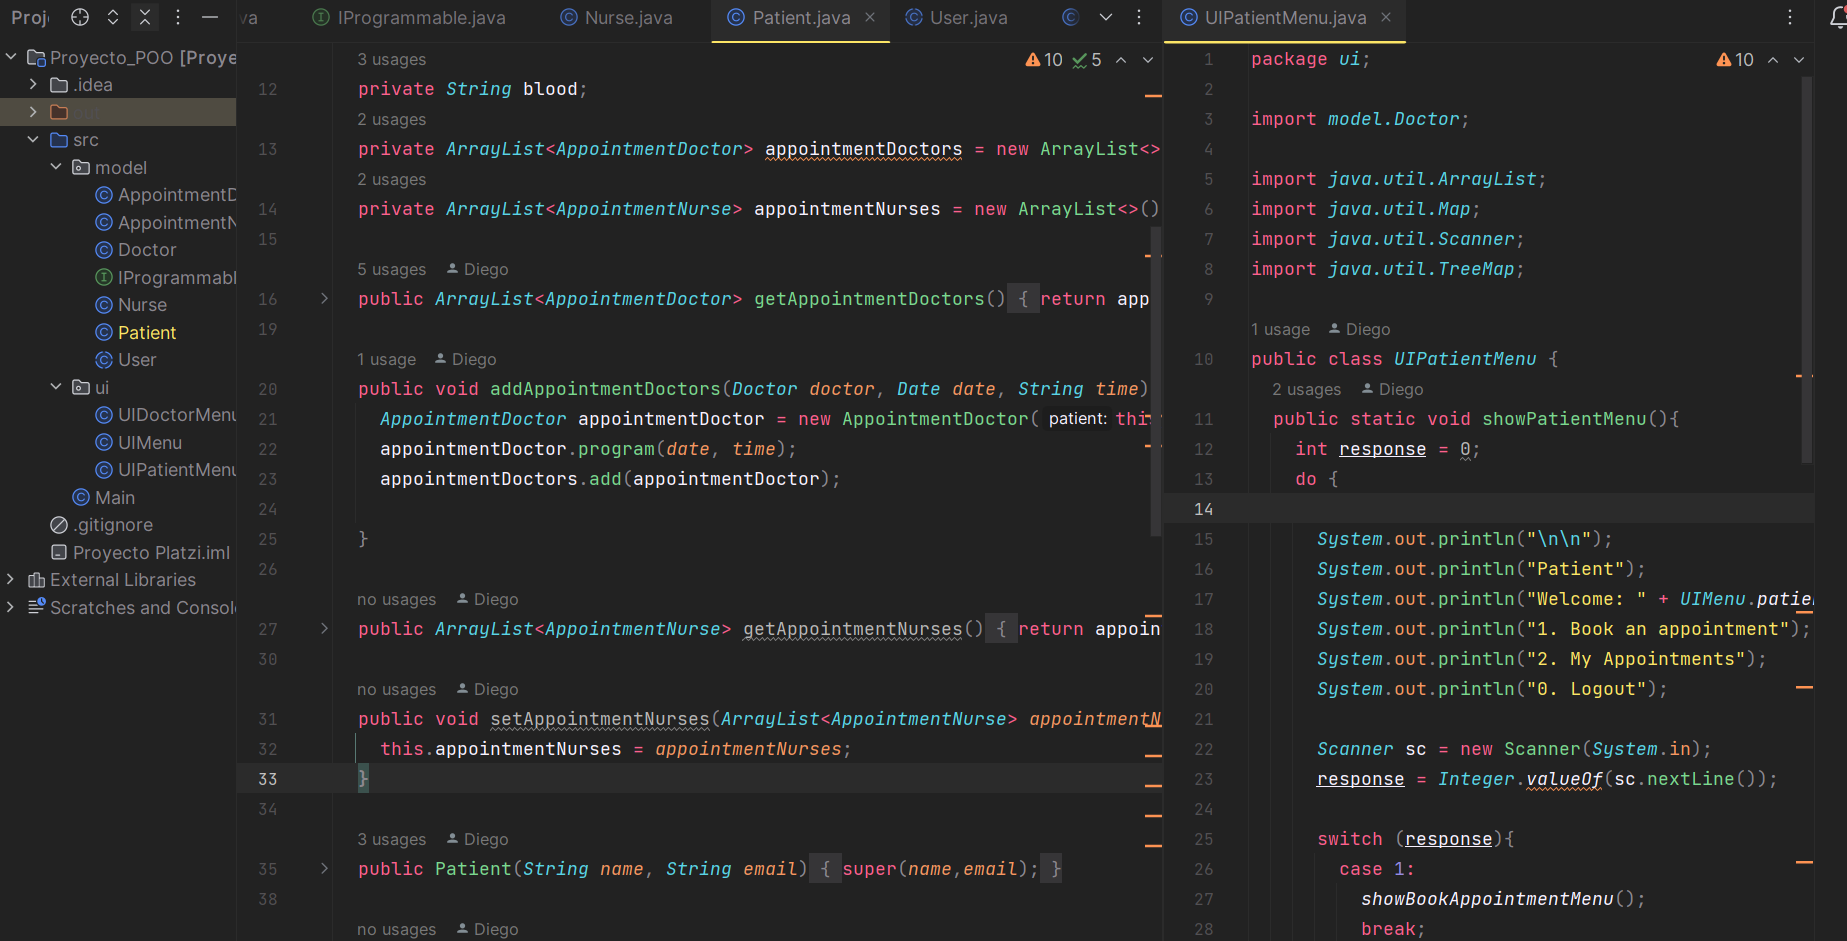 Proj
va
IProgrammable.java
Nurse.java
Patient.java
User.java
UIPatientMenu.java
Proyecto_POO [Proye
.idea
src
model
AppointmentD
AppointmentN
Doctor
IProgrammabl
Nurse
Patient
User
ui
UIDoctorMenu
UIMenu
UIPatientMenu
Main
.gitignore
Proyecto Platzi.iml
External Libraries
Scratches and Consol
10 5
3 usages
12 private String blood;
2 usages
13 private ArrayList<AppointmentDoctor> appointmentDoctors = new ArrayList<>
2 usages
14 private ArrayList<AppointmentNurse> appointmentNurses = new ArrayList<>()
15
5 usages Diego
16 public ArrayList<AppointmentDoctor> getAppointmentDoctors() { return app
19
1 usage Diego
20 public void addAppointmentDoctors(Doctor doctor, Date date, String time)
21 AppointmentDoctor appointmentDoctor = new AppointmentDoctor( patient: this
22 appointmentDoctor.program(date, time);
23 appointmentDoctors.add(appointmentDoctor);
24
25 }
26
no usages Diego
27 public ArrayList<AppointmentNurse> getAppointmentNurses() { return appoin
30
no usages Diego
31 public void setAppointmentNurses(ArrayList<AppointmentNurse> appointmentN
32 this.appointmentNurses = appointmentNurses;
33 }
34
3 usages Diego
35 public Patient(String name, String email) { super(name,email); }
38
no usages Diego
10
1 package ui;
2
3 import model.Doctor;
4
5 import java.util.ArrayList;
6 import java.util.Map;
7 import java.util.Scanner;
8 import java.util.TreeMap;
9
1 usage Diego
10 public class UIPatientMenu {
2 usages Diego
11 public static void showPatientMenu(){
12 int response = 0;
13 do {
14
15 System.out.println("\n\n");
16 System.out.println("Patient");
17 System.out.println("Welcome: " + UIMenu.patie
18 System.out.println("1. Book an appointment");
19 System.out.println("2. My Appointments");
20 System.out.println("0. Logout");
21
22 Scanner sc = new Scanner(System.in);
23 response = Integer.valueOf(sc.nextLine());
24
25 switch (response){
26 case 1:
27 showBookAppointmentMenu();
28 break;